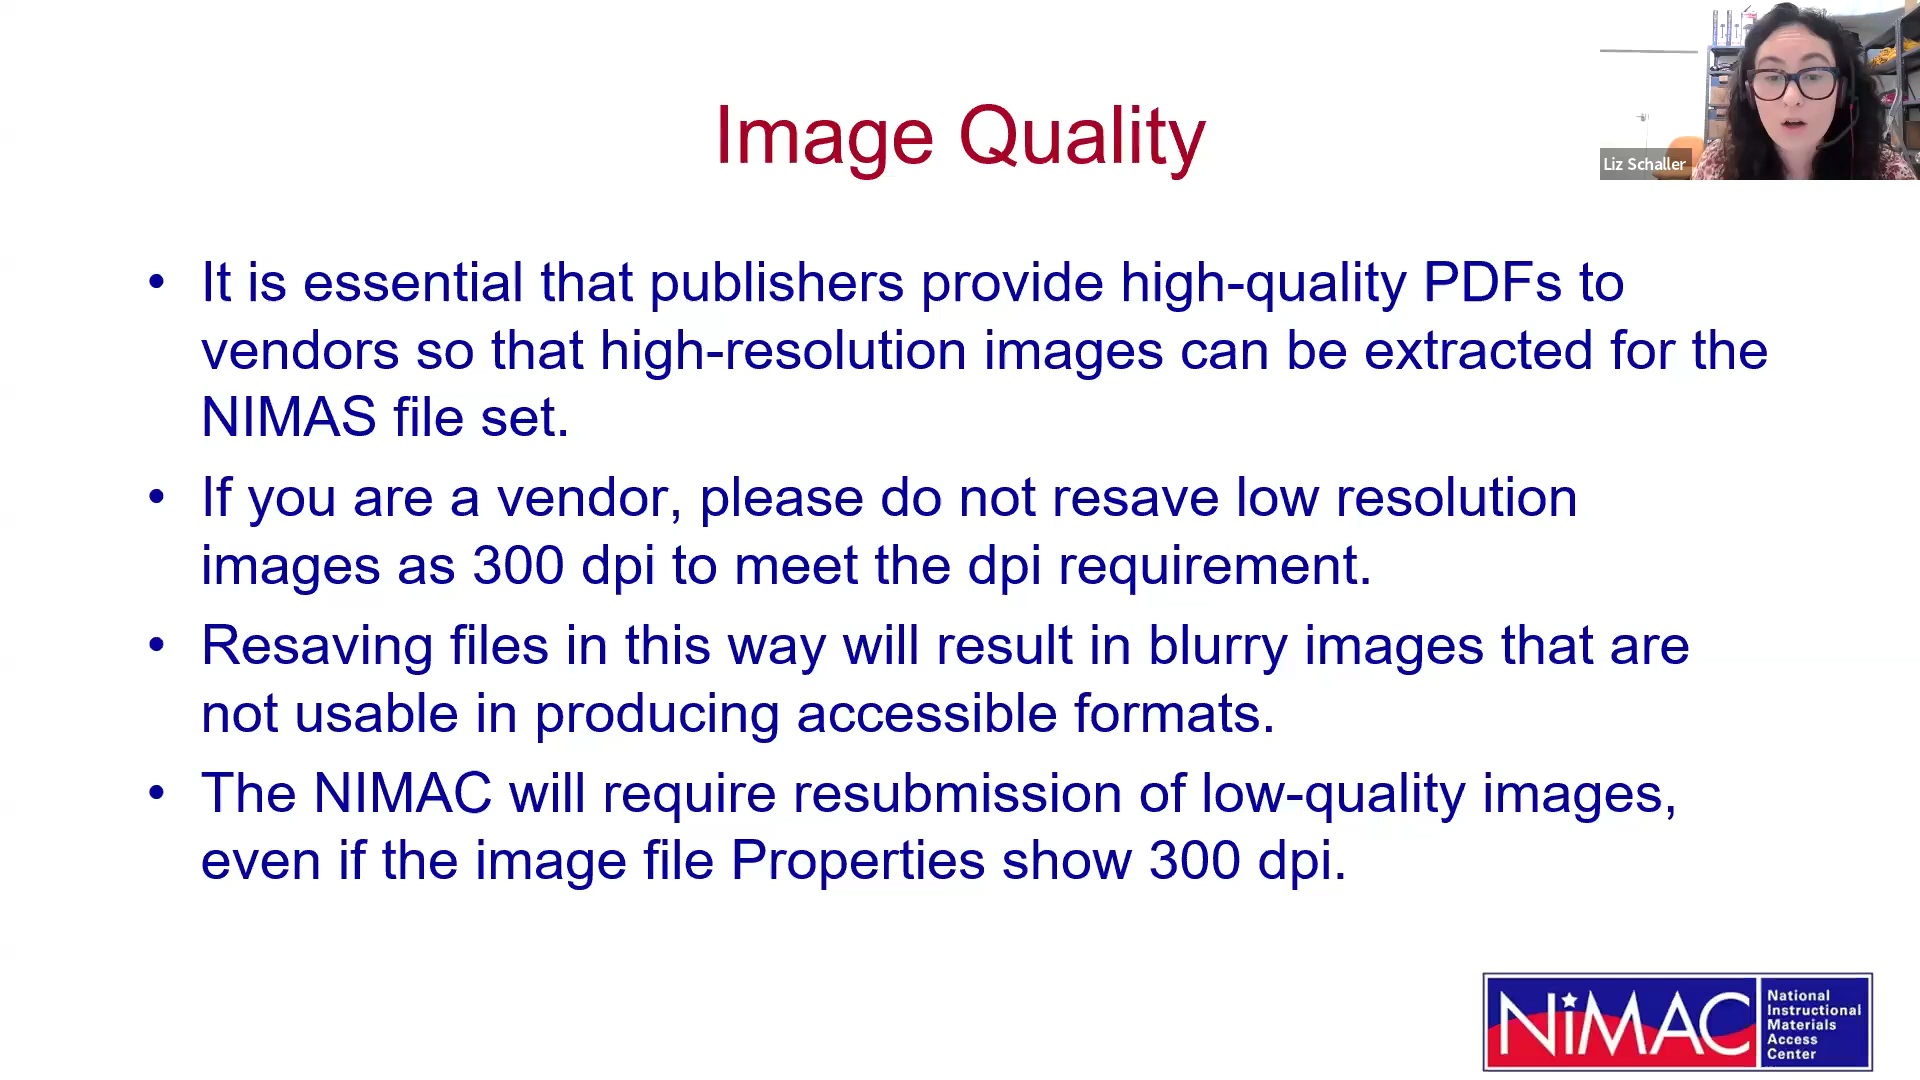 Image Quality
Liz Schaller
• It is essential that publishers provide high-quality PDFs to
vendors so that high-resolution images can be extracted for the
NIMAS file set.
• If you are a vendor, please do not resave low resolution
images as 300 dpi to meet the dpi requirement.
• Resaving files in this way will result in blurry images that are
not usable in producing accessible formats.
• The NIMAC will require resubmission of low-quality images,
even if the image file Properties show 300 dpi.
NiMAC
National
Instructional
Materials
Access
Center